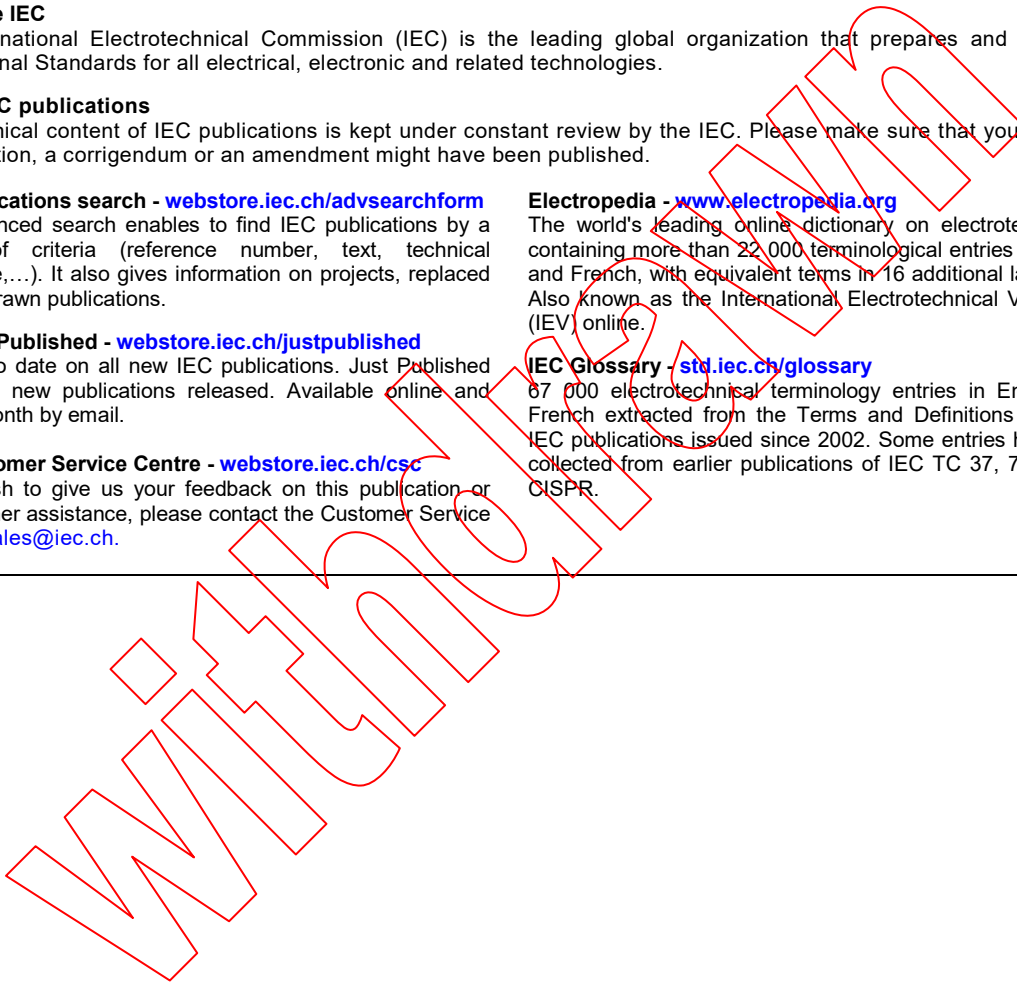 e IEC
national Electrotechnical Commission (IEC) is the leading global organization that prepares and
nal Standards for all electrical, electronic and related technologies.
C publications
nical content of IEC publications is kept under constant review by the IEC. Please make sure that you
tion, a corrigendum or an amendment might have been published.
cations search - webstore.iec.ch/advsearchform
nced search enables to find IEC publications by a
of criteria (reference number, text, technical
e,…). It also gives information on projects, replaced
rawn publications.
Published - webstore.iec.ch/justpublished
o date on all new IEC publications. Just Published
new publications released. Available online and
onth by email.
omer Service Centre - webstore.iec.ch/csc
sh to give us your feedback on this publication or
her assistance, please contact the Customer Service
ales@iec.ch.
Electropedia - www.electropedia.org
The world's leading online dictionary on electrote
containing more than 22 000 terminological entries
and French, with equivalent terms in 16 additional la
Also known as the International Electrotechnical V
(IEV) online.
IEC Glossary - std.iec.ch/glossary
67 000 electrotechnical terminology entries in En
French extracted from the Terms and Definitions
IEC publications issued since 2002. Some entries h
collected from earlier publications of IEC TC 37, 7
CISPR.
withdrawn